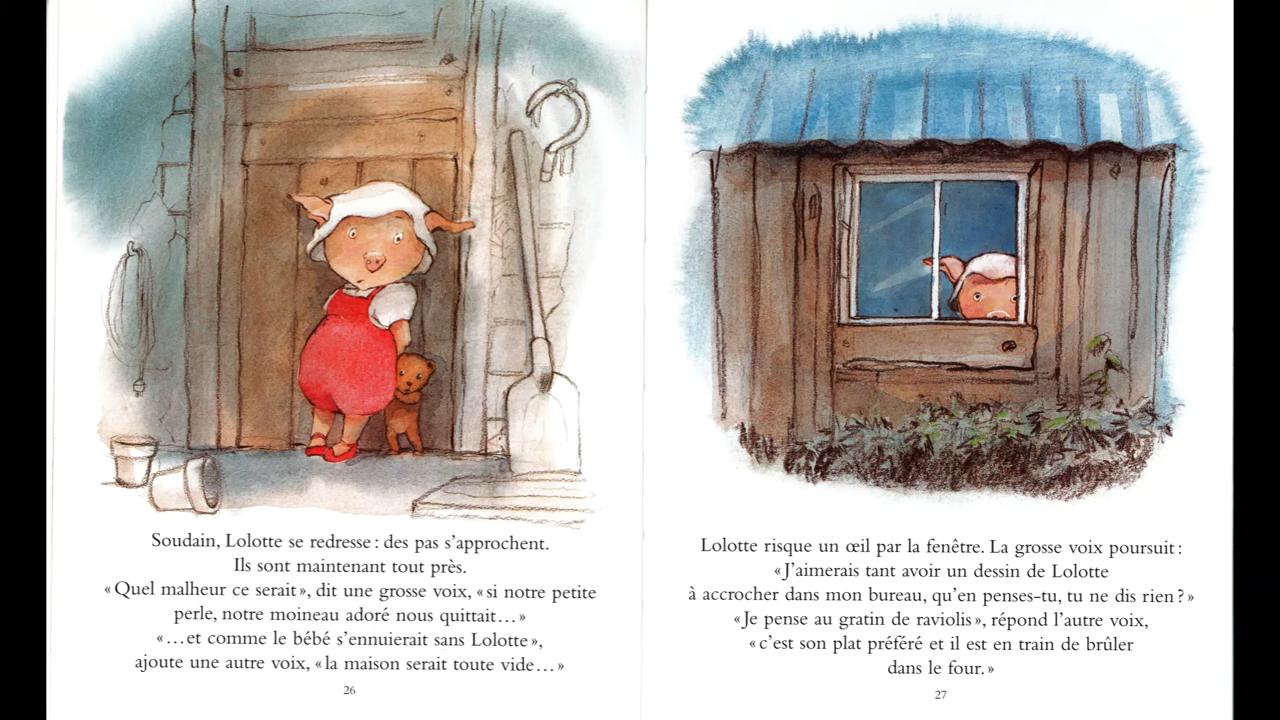 Soudain, Lolotte se redresse : des pas s’approchent.
Ils sont maintenant tout près.
« Quel malheur ce serait », dit une grosse voix, « si notre petite
perle, notre moineau adoré nous quittait… »
« …et comme le bébé s’ennuierait sans Lolotte »,
ajoute une autre voix, « la maison serait toute vide… »
26
Lolotte risque un œil par la fenêtre. La grosse voix poursuit :
« J’aimerais tant avoir un dessin de Lolotte
à accrocher dans mon bureau, qu’en penses-tu, tu ne dis rien ? »
« Je pense au gratin de raviolis », répond l’autre voix,
« c’est son plat préféré et il est en train de brûler
dans le four. »
27